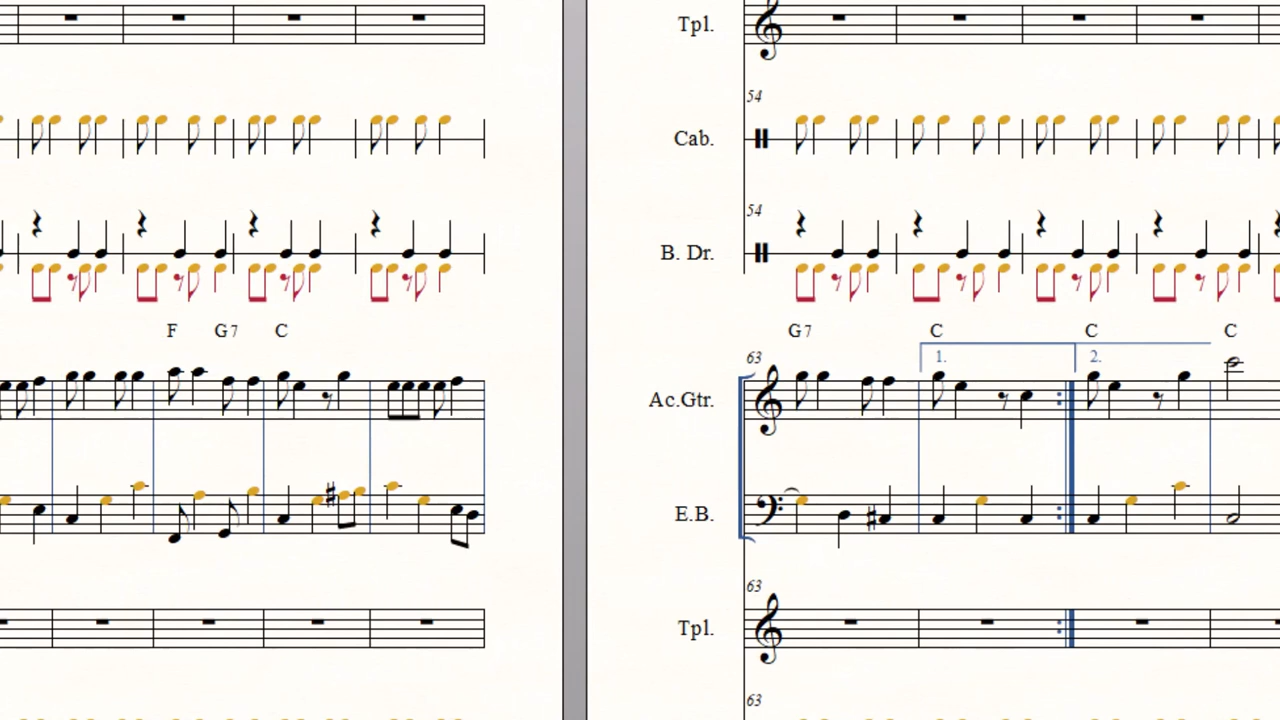 Tpl.
54
Cab.
54
B. Dr.
F G7 C
G7 C C C
63
1. 2.
Ac.Gtr.
E.B.
63
Tpl.
63